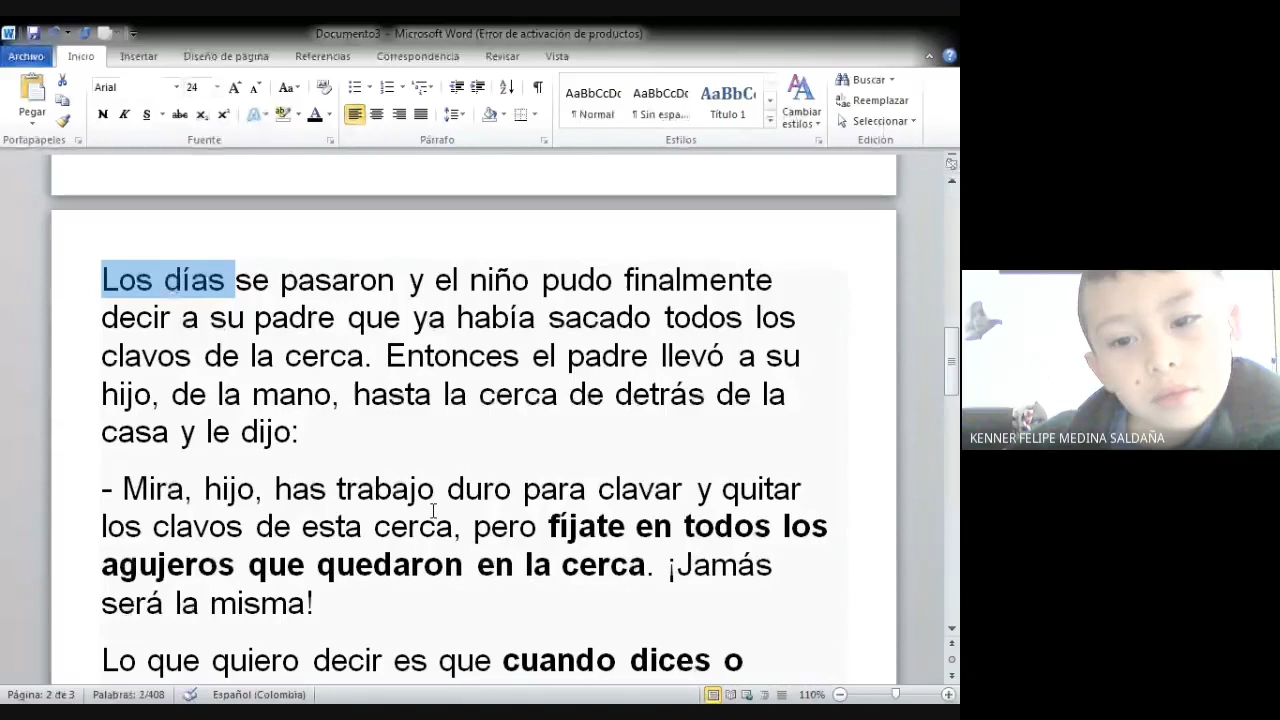 Documento3 - Microsoft Word (Error de activación de productos)
Archivo Inicio Insertar Diseño de página Referencias Correspondencia Revisar Vista
Arial 24
Pegar
Portapapeles
Fuente
Párrafo
AaBbCcDc AaBbCcDc AaBbC
¶ Normal ¶ Sin espa... Título 1
Estilos
Cambiar
estilos
Buscar
Reemplazar
Seleccionar
Edición
Los días se pasaron y el niño pudo finalmente
decir a su padre que ya había sacado todos los
clavos de la cerca. Entonces el padre llevó a su
hijo, de la mano, hasta la cerca de detrás de la
casa y le dijo:
- Mira, hijo, has trabajo duro para clavar y quitar
los clavos de esta cerca, pero fíjate en todos los
agujeros que quedaron en la cerca. ¡Jamás
será la misma!
Lo que quiero decir es que cuando dices o
Página: 2 de 3 Palabras: 2/408 Español (Colombia) 110%
KENNER FELIPE MEDINA SALDAÑA